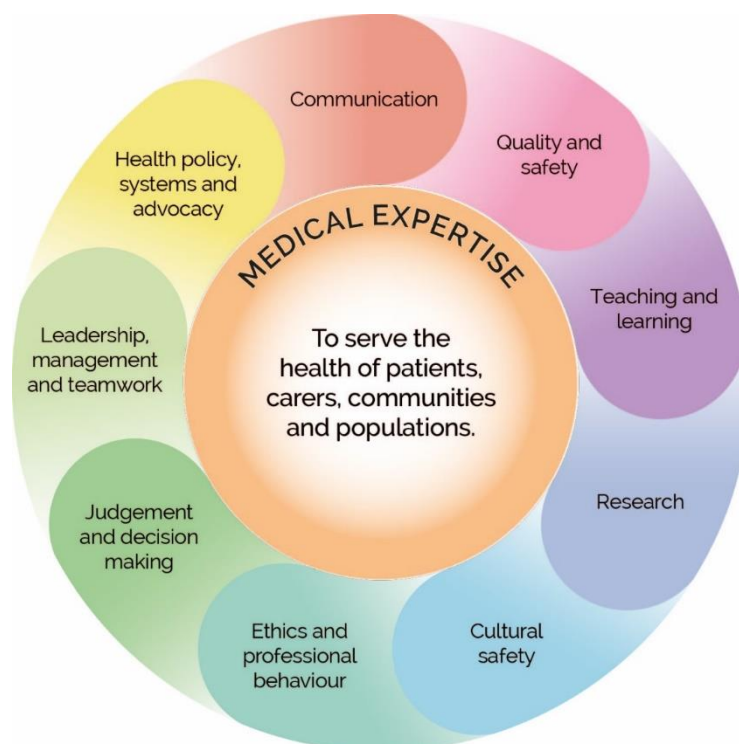 MEDICAL EXPERTISE
To serve the
health of patients,
carers, communities
and populations.
Communication
Quality and
safety
Teaching and
learning
Research
Cultural
safety
Ethics and
professional
behaviour
Judgement
and decision
making
Leadership,
management
and teamwork
Health policy,
systems and
advocacy